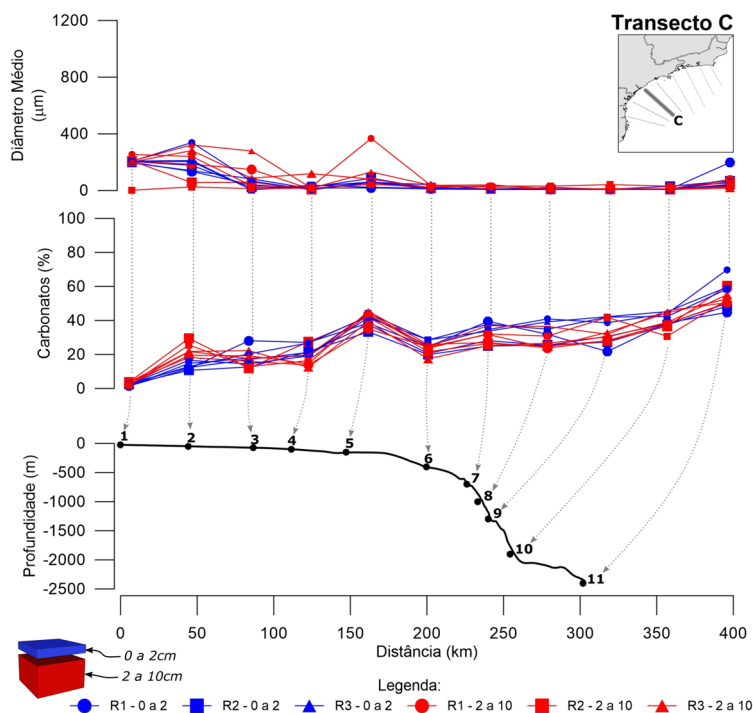 Transecto C
C
Diâmetro Médio
(µm)
1200
800
400
0
Carbonatos (%)
100
80
60
40
20
0
1 2 3 4 5 6 7 8 9 10 11
Profundidade (m)
0
-500
-1000
-1500
-2000
-2500
0 50 100 150 200 250 300 350 400
Distância (km)
0 a 2cm
2 a 10cm
Legenda:
R1 - 0 a 2 R2 - 0 a 2 R3 - 0 a 2 R1 - 2 a 10 R2 - 2 a 10 R3 - 2 a 10